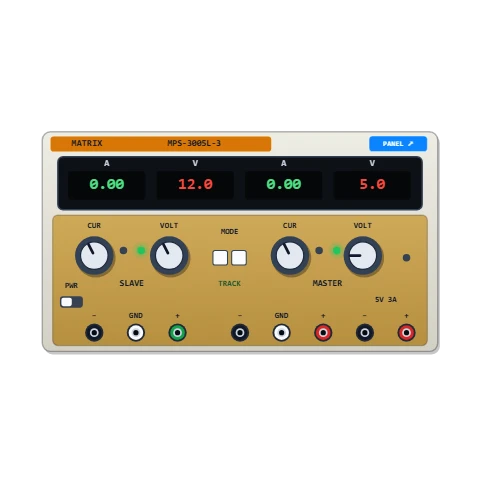 MATRIX MPS-3005L-3 PANEL ↗
A V A V
0.00 12.0 0.00 5.0
CUR VOLT MODE CUR VOLT
PWR SLAVE TRACK MASTER
5V 3A
− GND + − GND + − +